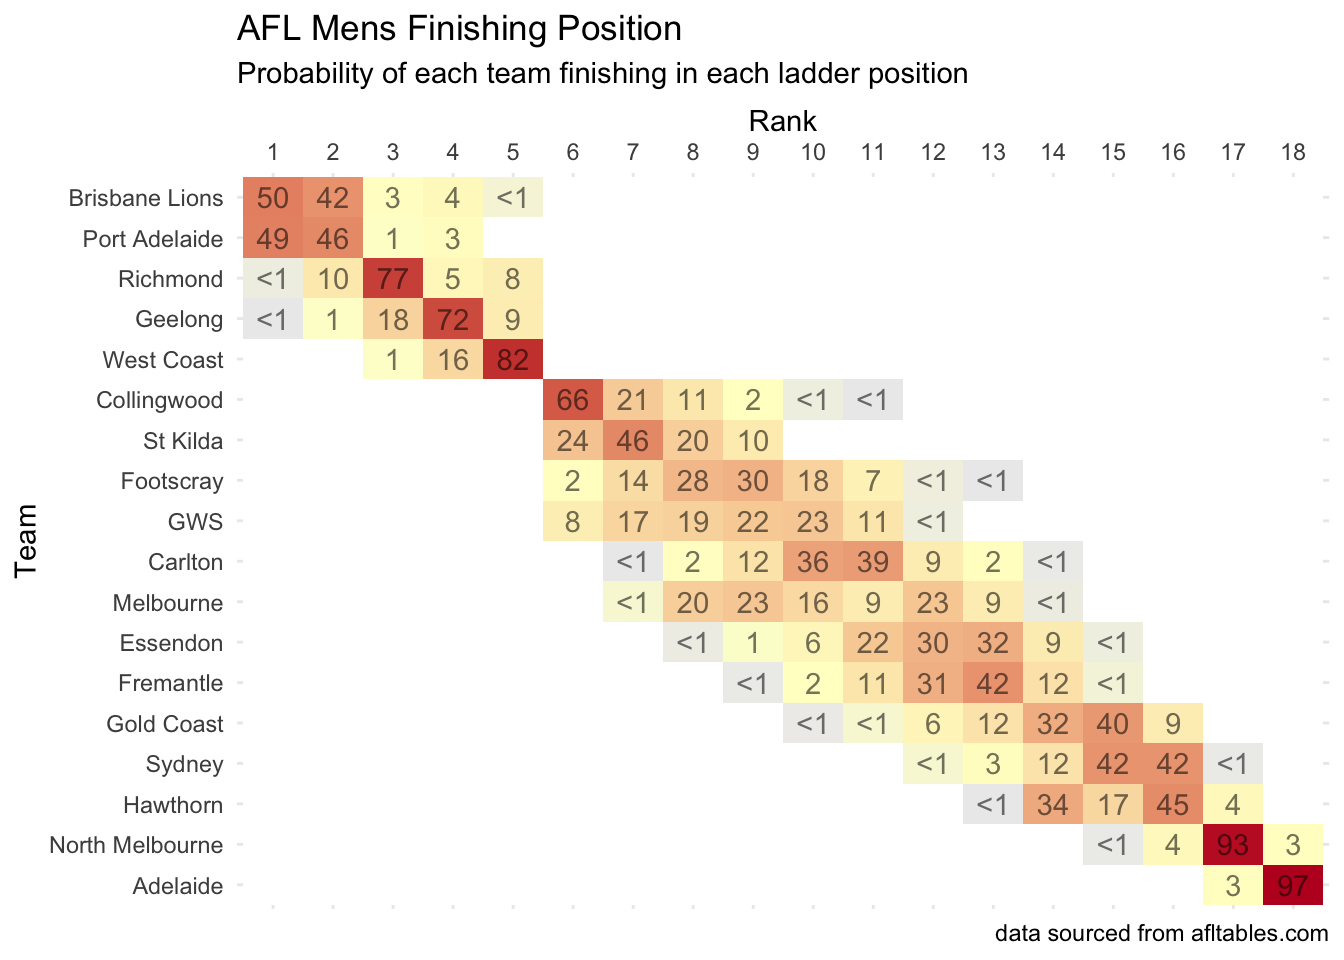 AFL Mens Finishing Position
Probability of each team finishing in each ladder position
Rank
1 2 3 4 5 6 7 8 9 10 11 12 13 14 15 16 17 18
Team
Brisbane Lions 50 42 3 4 <1
Port Adelaide 49 46 1 3
Richmond <1 10 77 5 8
Geelong <1 1 18 72 9
West Coast 1 16 82
Collingwood 66 21 11 2 <1 <1
St Kilda 24 46 20 10
Footscray 2 14 28 30 18 7 <1 <1
GWS 8 17 19 22 23 11 <1
Carlton <1 2 12 36 39 9 2 <1
Melbourne <1 20 23 16 9 23 9 <1
Essendon <1 1 6 22 30 32 9 <1
Fremantle <1 2 11 31 42 12 <1
Gold Coast <1 <1 6 12 32 40 9
Sydney <1 3 12 42 42 <1
Hawthorn <1 34 17 45 4
North Melbourne <1 4 93 3
Adelaide 3 97
data sourced from afltables.com